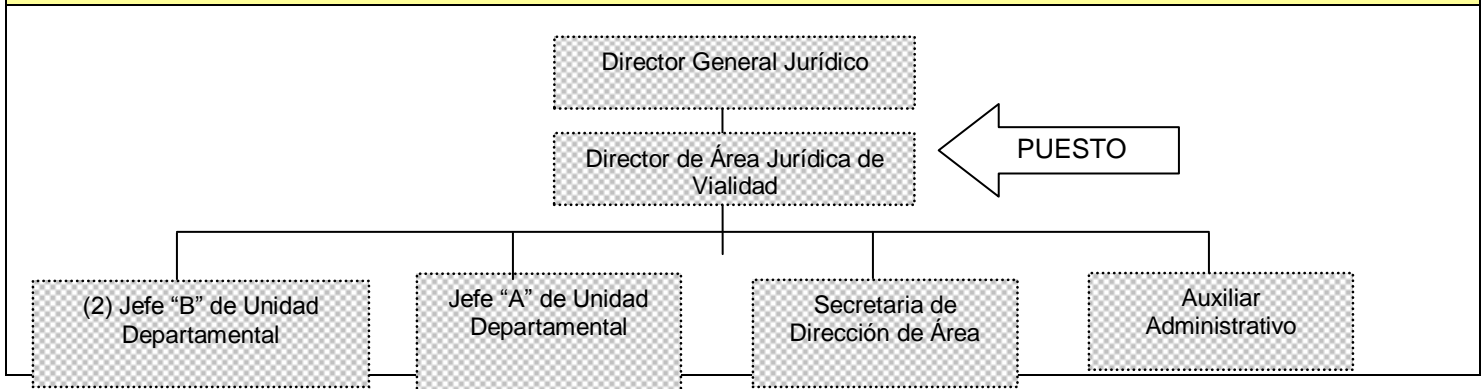 Director General Jurídico
Director de Área Jurídica de
Vialidad
PUESTO
(2) Jefe “B” de Unidad
Departamental
Jefe “A” de Unidad
Departamental
Secretaria de
Dirección de Área
Auxiliar
Administrativo